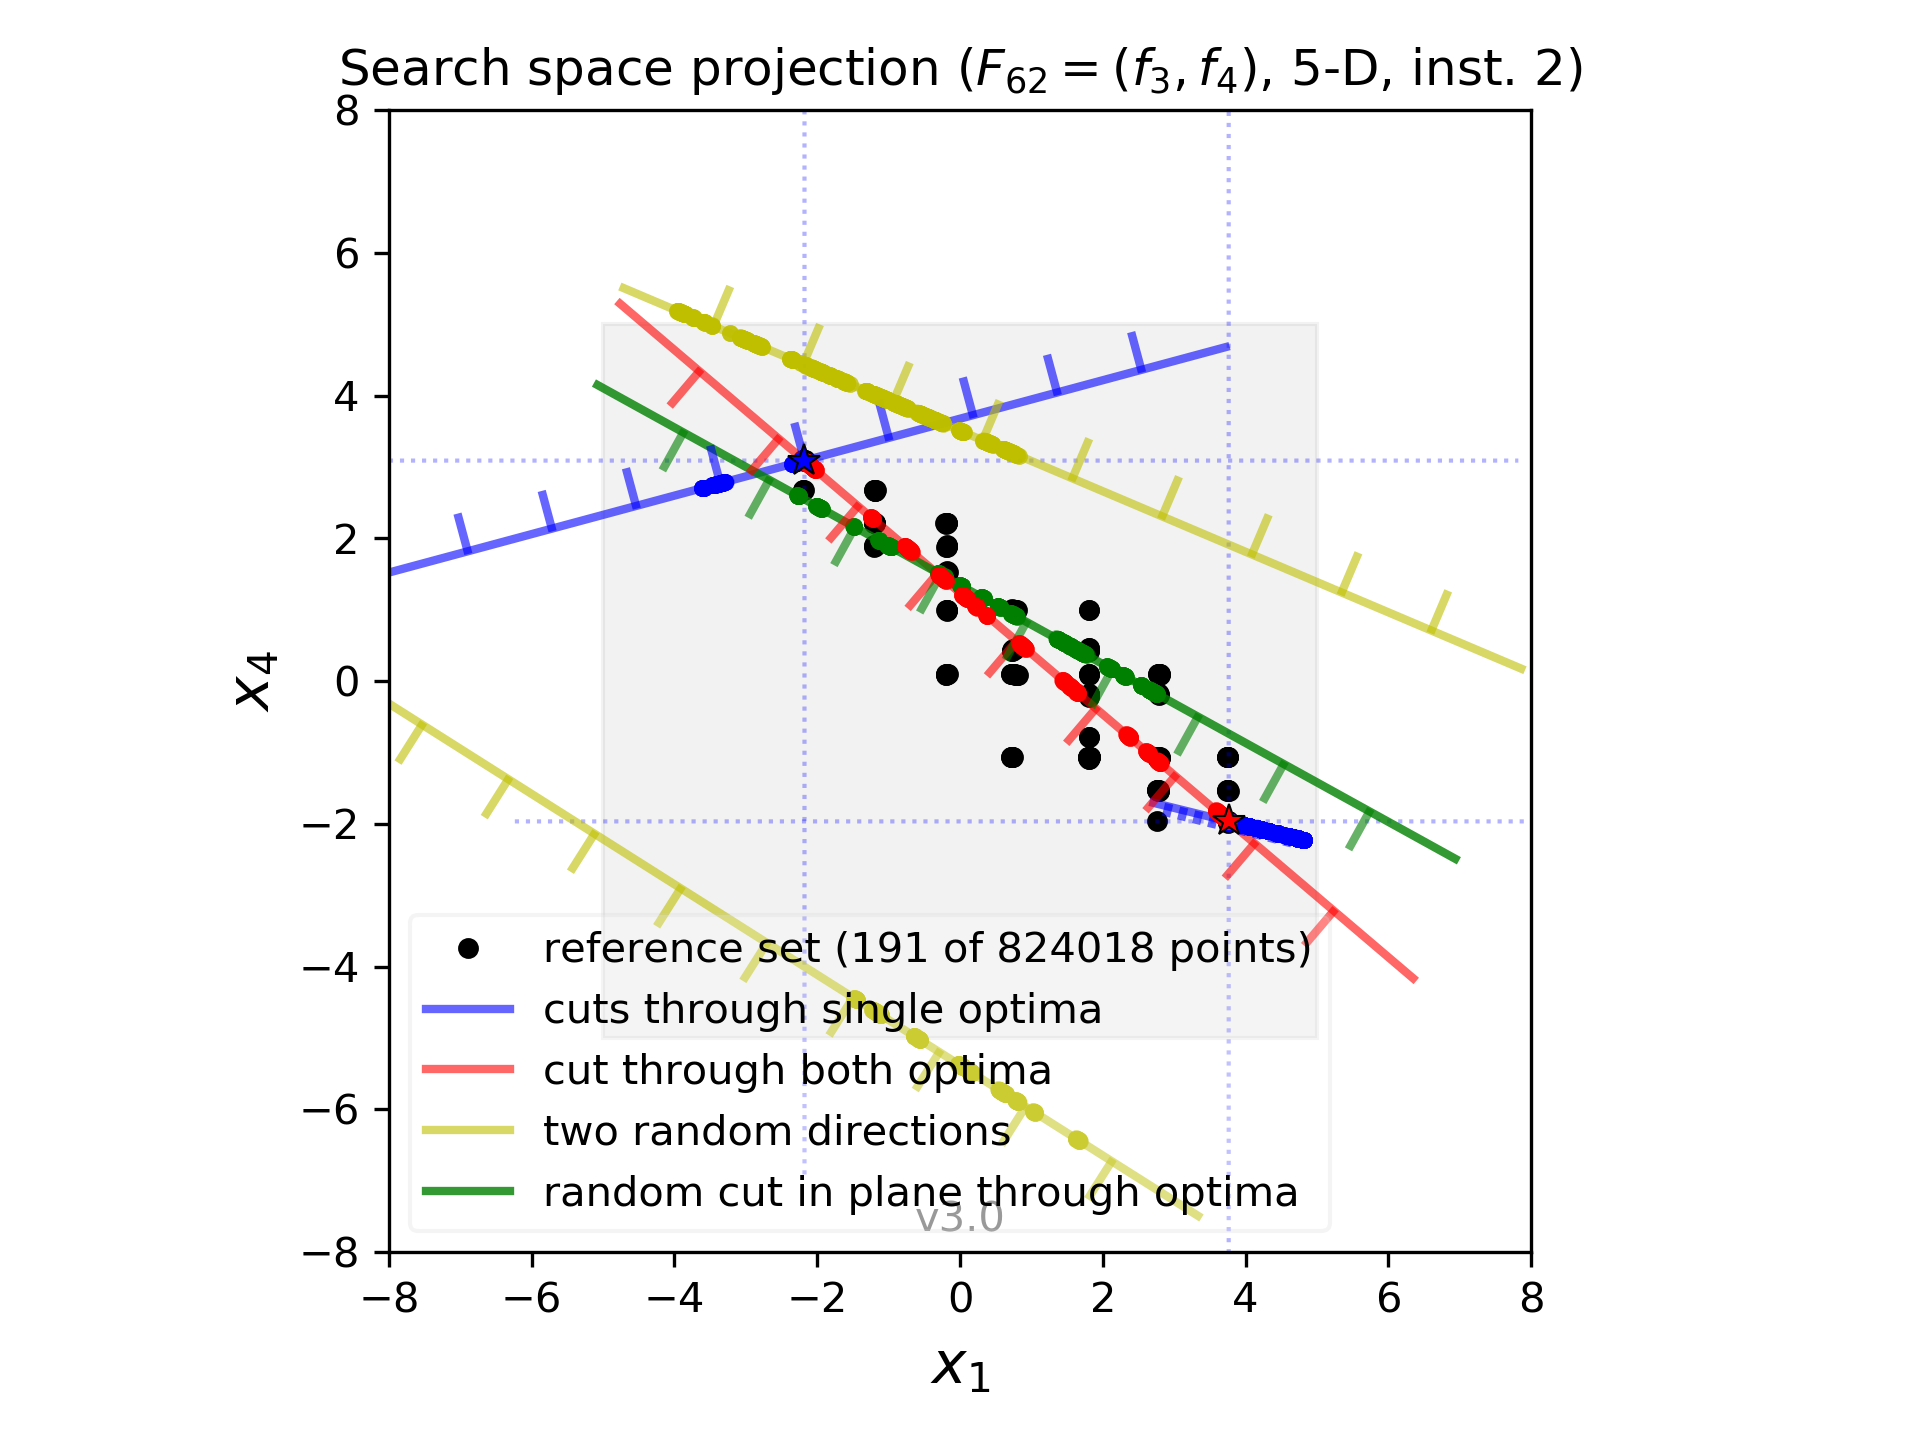 Search space projection (F₆₂ = (f₃, f₄), 5-D, inst. 2)
8
6
4
2
0
−2
−4
−6
−8
x₄
reference set (191 of 824018 points)
cuts through single optima
cut through both optima
two random directions
random cut in plane through optima
v3.0
−8 −6 −4 −2 0 2 4 6 8
x₁